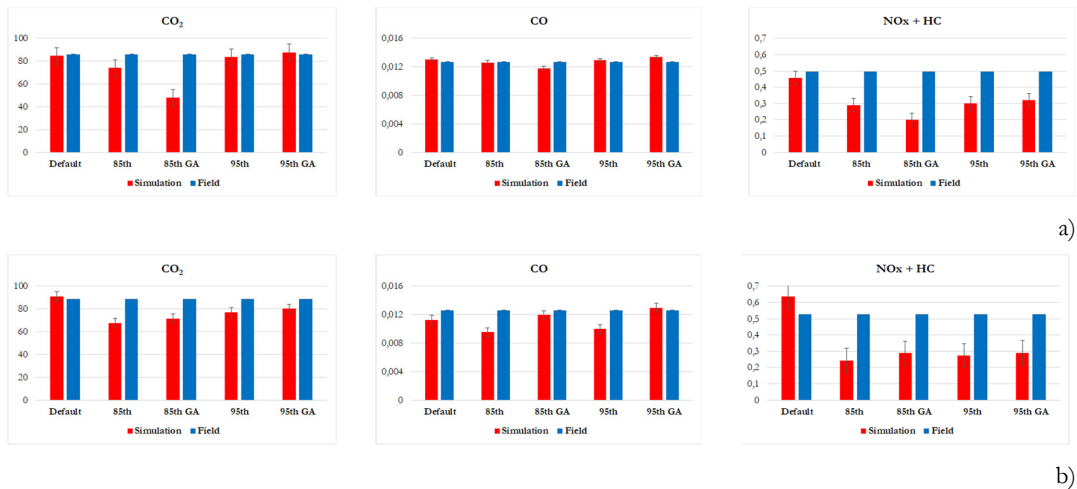 CO₂
100
80
60
40
20
0
Default 85th 85th GA 95th 95th GA
Simulation Field
CO
0,016
0,012
0,008
0,004
0
Default 85th 85th GA 95th 95th GA
Simulation Field
NOx + HC
0,7
0,6
0,5
0,4
0,3
0,2
0,1
0
Default 85th 85th GA 95th 95th GA
Simulation Field
a)
CO₂
100
80
60
40
20
0
Default 85th 85th GA 95th 95th GA
Simulation Field
CO
0,016
0,012
0,008
0,004
0
Default 85th 85th GA 95th 95th GA
Simulation Field
NOx + HC
0,7
0,6
0,5
0,4
0,3
0,2
0,1
0
Default 85th 85th GA 95th 95th GA
Simulation Field
b)